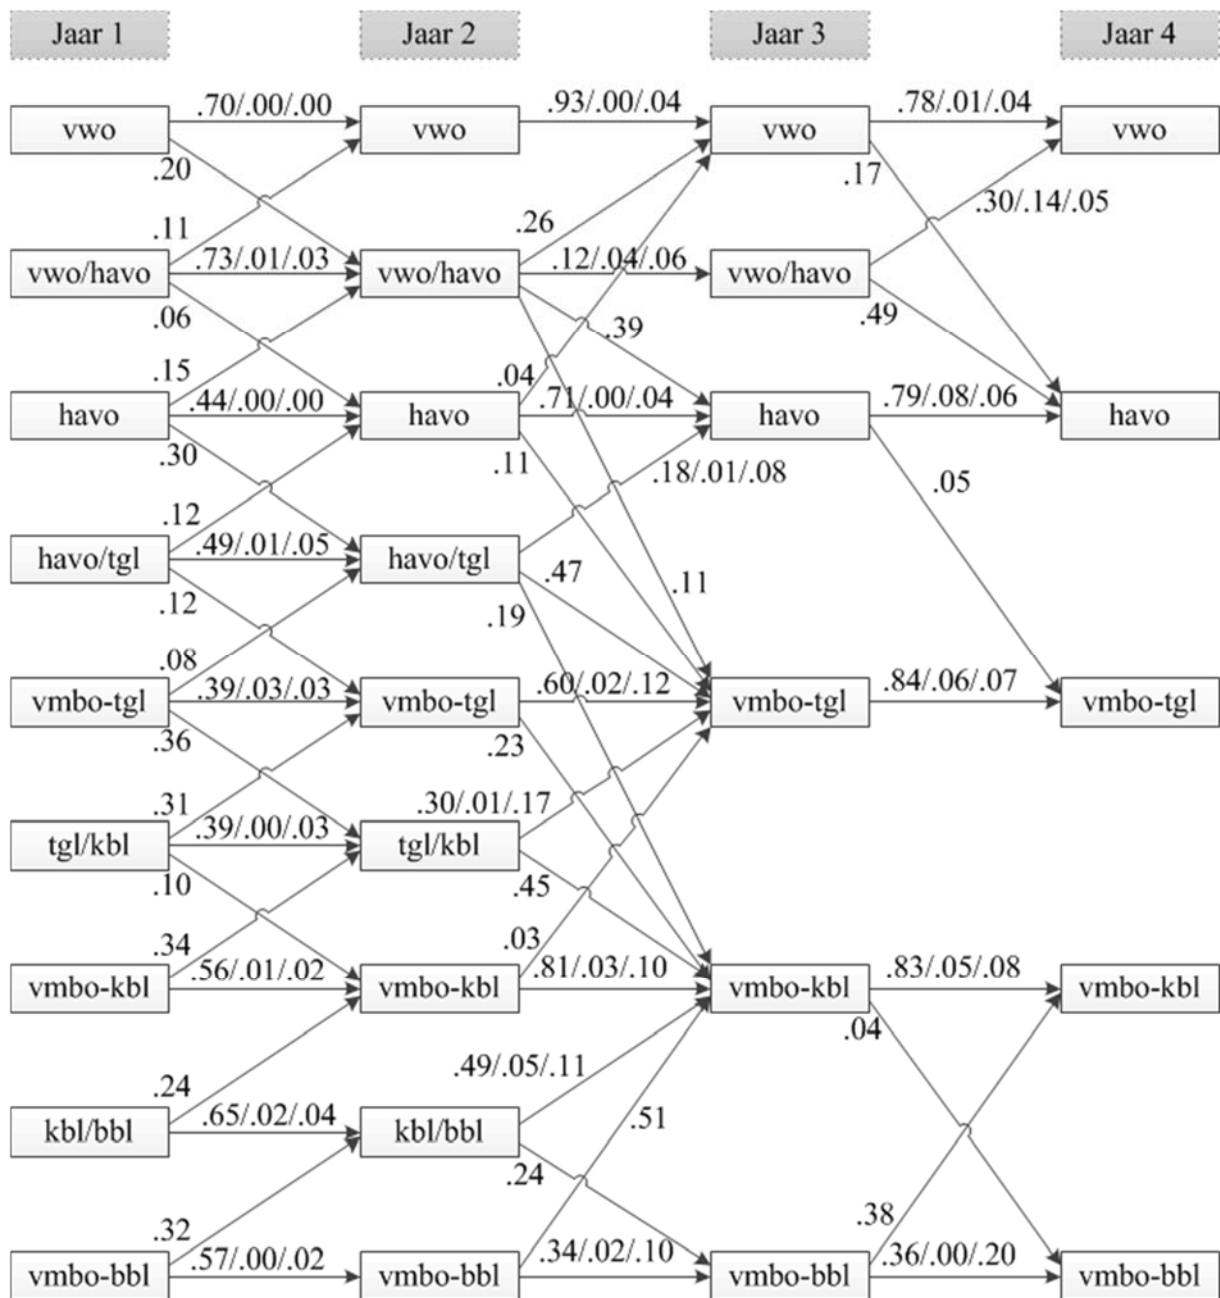 Jaar 1 Jaar 2 Jaar 3 Jaar 4
.70/.00/.00 .93/.00/.04 .78/.01/.04
vwo vwo vwo vwo
.20 .17
.30/.14/.05
.11 .26
.73/.01/.03 .12/.04/.06
vwo/havo vwo/havo vwo/havo
.06 .39 .49
.15 .04
.44/.00/.00 .71/.00/.04 .79/.08/.06
havo havo havo havo
.30 .11 .18/.01/.08 .05
.12
.49/.01/.05
havo/tgl havo/tgl .47 .11
.12 .19
.08
.39/.03/.03 .60/.02/.12 .84/.06/.07
vmbo-tgl vmbo-tgl vmbo-tgl vmbo-tgl
.36 .23
.31 .30/.01/.17
.39/.00/.03
tgl/kbl tgl/kbl
.10 .45
.34 .03
.56/.01/.02 .81/.03/.10 .83/.05/.08
vmbo-kbl vmbo-kbl vmbo-kbl vmbo-kbl
.04
.24 .49/.05/.11
.65/.02/.04 .51
kbl/bbl kbl/bbl
.24
.32 .38
.57/.00/.02 .34/.02/.10 .36/.00/.20
vmbo-bbl vmbo-bbl vmbo-bbl vmbo-bbl